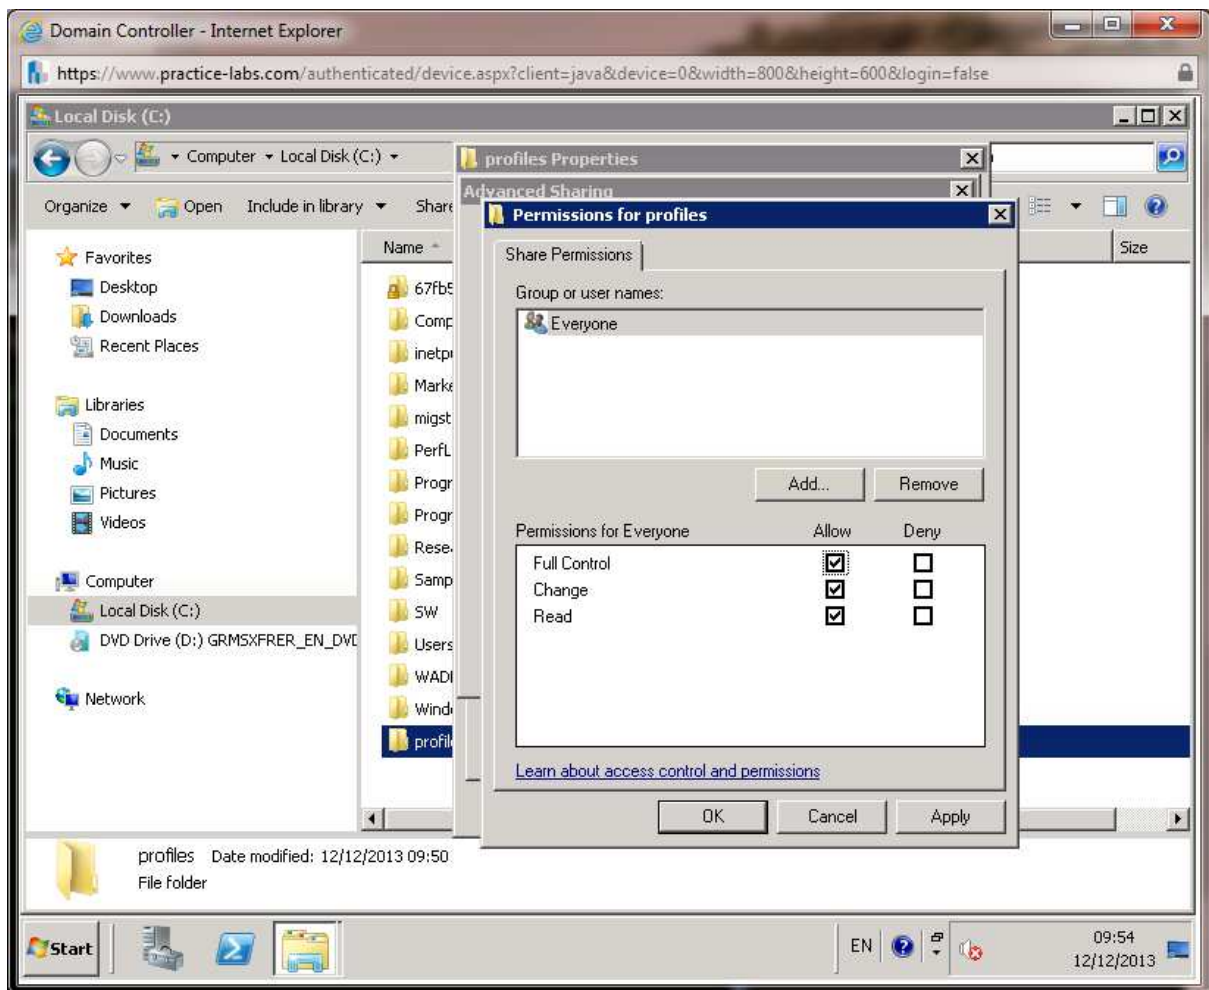 Domain Controller - Internet Explorer
https://www.practice-labs.com/authenticated/device.aspx?client=java&device=0&width=800&height=600&login=false
Local Disk (C:)
Computer Local Disk (C:)
Organize Open Include in library Share
Favorites
Desktop
Downloads
Recent Places
Libraries
Documents
Music
Pictures
Videos
Computer
Local Disk (C:)
DVD Drive (D:) GRMSXFRER_EN_DVD
Network
Name
Size
67fb5
Comp
inetpu
Marke
migst
PerfL
Progr
Progr
Resea
Samp
SW
Users
WADI
Windo
profile
profiles Properties
Advanced Sharing
Permissions for profiles
Share Permissions
Group or user names:
Everyone
Add... Remove
Permissions for Everyone Allow Deny
Full Control
Change
Read
Learn about access control and permissions
OK Cancel Apply
profiles Date modified: 12/12/2013 09:50
File folder
Start
EN
09:54
12/12/2013